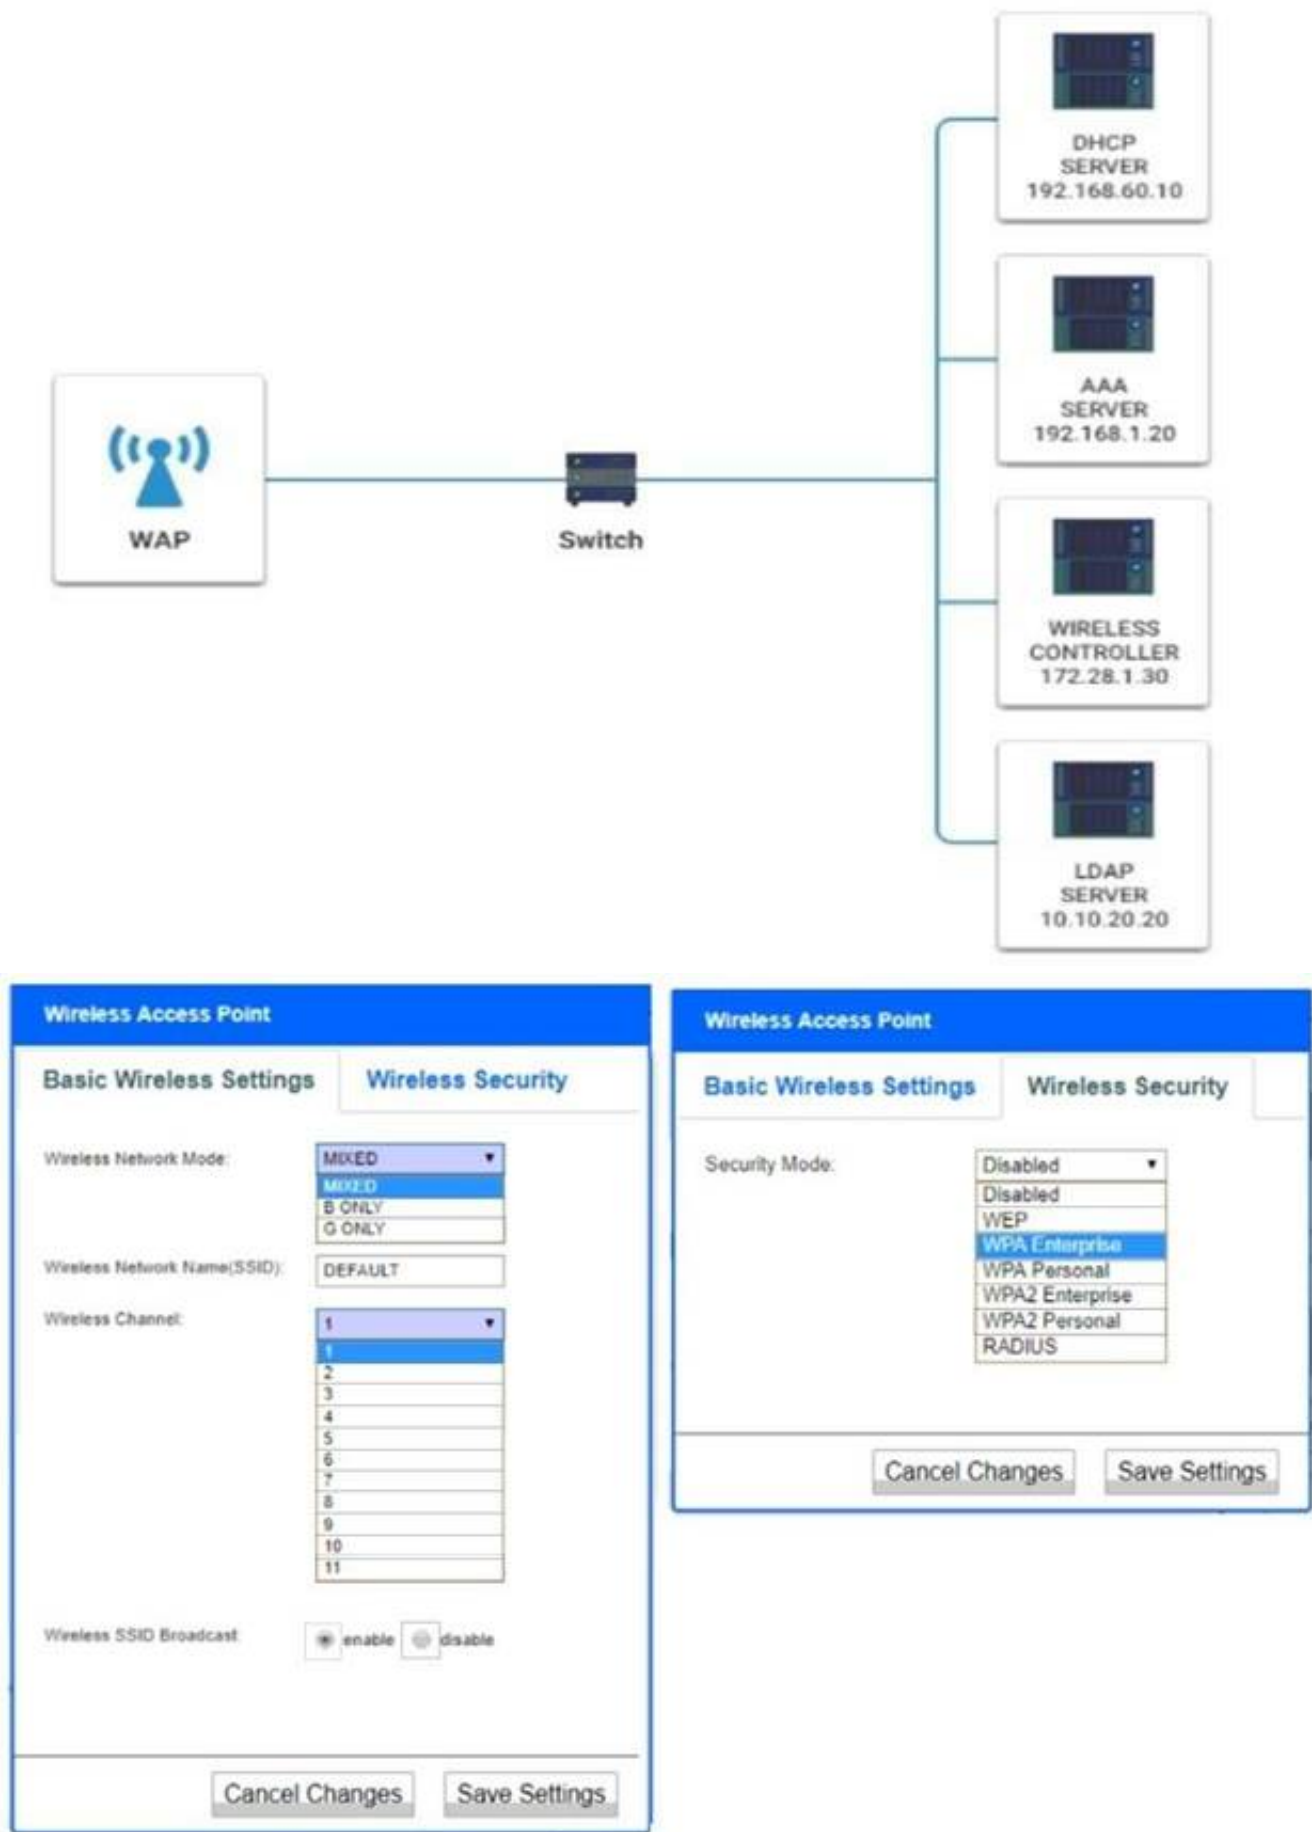 DHCP
SERVER
192.168.60.10
AAA
SERVER
192.168.1.20
WAP
Switch
WIRELESS
CONTROLLER
172.28.1.30
LDAP
SERVER
10.10.20.20
Wireless Access Point
Basic Wireless Settings Wireless Security
Wireless Network Mode: MIXED
MIXED
B ONLY
G ONLY
Wireless Network Name(SSID): DEFAULT
Wireless Channel: 1
1
2
3
4
5
6
7
8
9
10
11
Wireless SSID Broadcast: enable disable
Cancel Changes Save Settings
Wireless Access Point
Basic Wireless Settings Wireless Security
Security Mode: Disabled
Disabled
WEP
WPA Enterprise
WPA Personal
WPA2 Enterprise
WPA2 Personal
RADIUS
Cancel Changes Save Settings